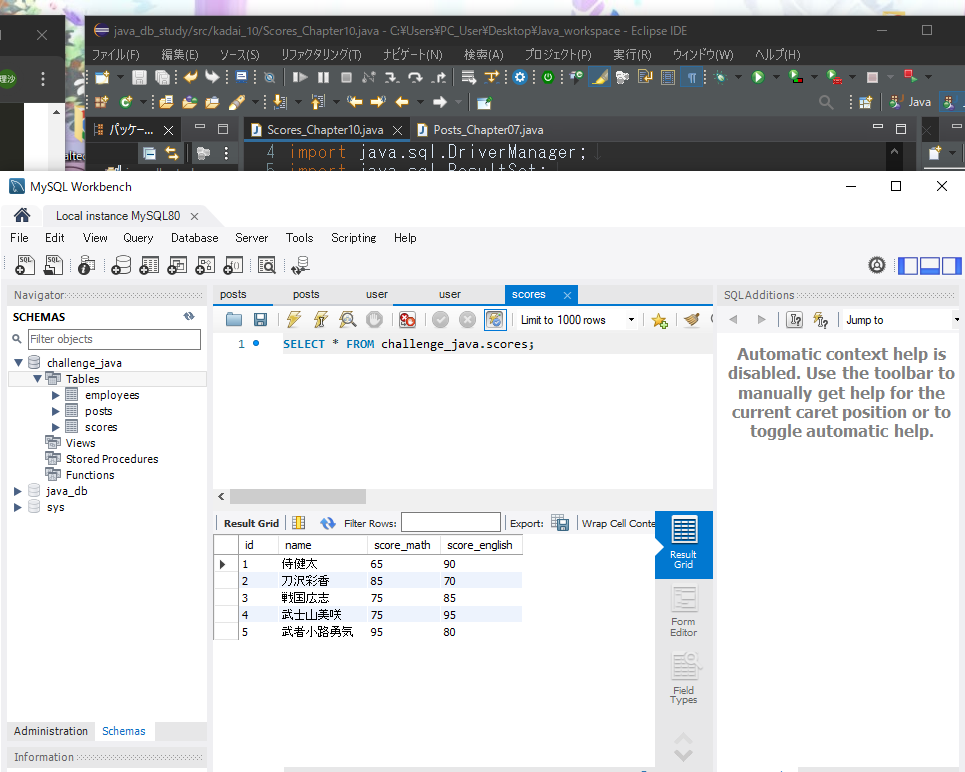 java_db_study/src/kadai_10/Scores_Chapter10.java - C:¥Users¥PC_User¥Desktop¥Java_workspace - Eclipse IDE
ファイル(F) 編集(E) ソース(S) リファクタリング(T) ナビゲート(N) 検索(A) プロジェクト(P) 実行(R) ウィンドウ(W) ヘルプ(H)
Java
パッケー... Scores_Chapter10.java Posts_Chapter07.java
4 import java.sql.DriverManager;
MySQL Workbench
Local instance MySQL80
File Edit View Query Database Server Tools Scripting Help
Navigator
SCHEMAS
Filter objects
challenge_java
Tables
employees
posts
scores
Views
Stored Procedures
Functions
java_db
sys
Administration Schemas
Information
posts posts user user scores
Limit to 1000 rows
1 SELECT * FROM challenge_java.scores;
Result Grid Filter Rows: Export: Wrap Cell Conte
id name score_math score_english
1 侍健太 65 90
2 刀沢彩香 85 70
3 戦国広志 75 85
4 武士山美咲 75 95
5 武者小路勇気 95 80
Result
Grid
Form
Editor
Field
Types
SQLAdditions
Jump to
Automatic context help is
disabled. Use the toolbar to
manually get help for the
current caret position or to
toggle automatic help.